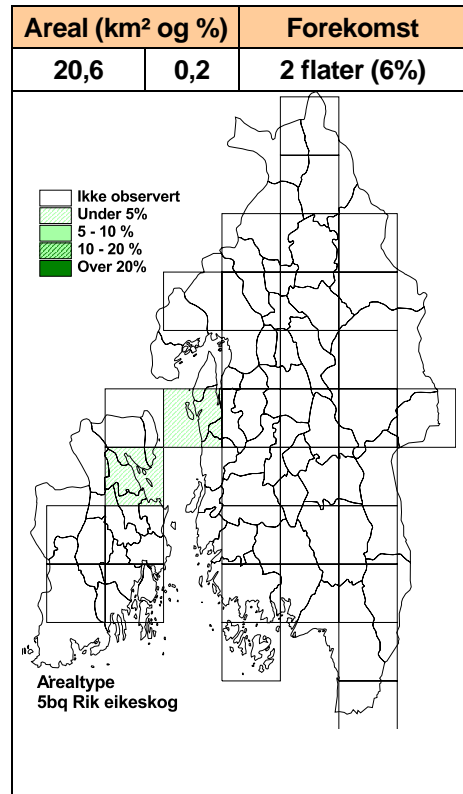 Areal (km² og %) Forekomst
20,6 0,2 2 flater (6%)
Ikke observert
Under 5%
5 - 10 %
10 - 20 %
Over 20%
Arealtype
5bq Rik eikeskog